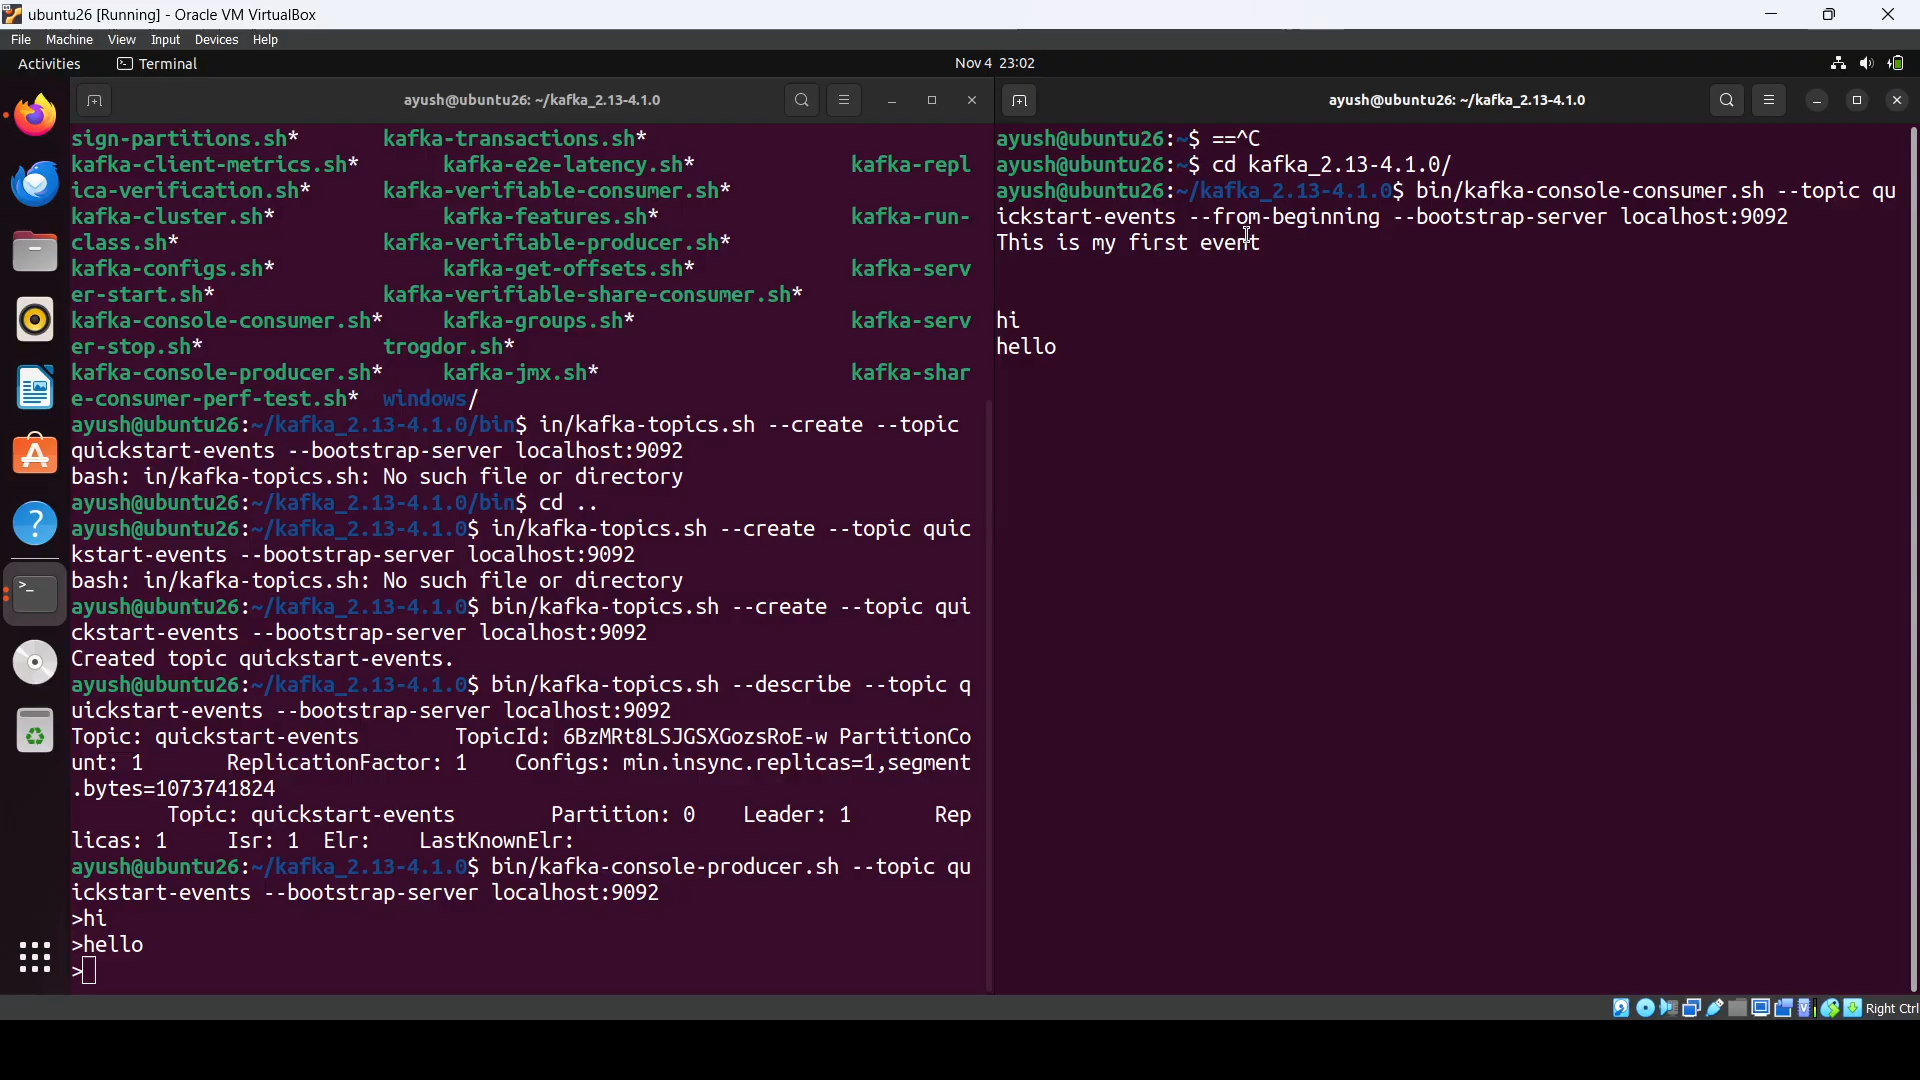 ubuntu26 [Running] - Oracle VM VirtualBox
File Machine View Input Devices Help
Activities Terminal Nov 4 23:02
ayush@ubuntu26: ~/kafka_2.13-4.1.0
sign-partitions.sh* kafka-transactions.sh*
kafka-client-metrics.sh* kafka-e2e-latency.sh* kafka-repl
ica-verification.sh* kafka-verifiable-consumer.sh*
kafka-cluster.sh* kafka-features.sh* kafka-run-
class.sh* kafka-verifiable-producer.sh*
kafka-configs.sh* kafka-get-offsets.sh* kafka-serv
er-start.sh* kafka-verifiable-share-consumer.sh*
kafka-console-consumer.sh* kafka-groups.sh* kafka-serv
er-stop.sh* trogdor.sh*
kafka-console-producer.sh* kafka-jmx.sh* kafka-shar
e-consumer-perf-test.sh* windows/
ayush@ubuntu26:~/kafka_2.13-4.1.0/bin$ in/kafka-topics.sh --create --topic
quickstart-events --bootstrap-server localhost:9092
bash: in/kafka-topics.sh: No such file or directory
ayush@ubuntu26:~/kafka_2.13-4.1.0/bin$ cd ..
ayush@ubuntu26:~/kafka_2.13-4.1.0$ in/kafka-topics.sh --create --topic quic
kstart-events --bootstrap-server localhost:9092
bash: in/kafka-topics.sh: No such file or directory
ayush@ubuntu26:~/kafka_2.13-4.1.0$ bin/kafka-topics.sh --create --topic qui
ckstart-events --bootstrap-server localhost:9092
Created topic quickstart-events.
ayush@ubuntu26:~/kafka_2.13-4.1.0$ bin/kafka-topics.sh --describe --topic q
uickstart-events --bootstrap-server localhost:9092
Topic: quickstart-events TopicId: 6BzMRt8LSJGSXGozsRoE-w PartitionCo
unt: 1 ReplicationFactor: 1 Configs: min.insync.replicas=1,segment
.bytes=1073741824
Topic: quickstart-events Partition: 0 Leader: 1 Rep
licas: 1 Isr: 1 Elr: LastKnownElr:
ayush@ubuntu26:~/kafka_2.13-4.1.0$ bin/kafka-console-producer.sh --topic qu
ickstart-events --bootstrap-server localhost:9092
>hi
>hello
>
ayush@ubuntu26: ~/kafka_2.13-4.1.0
ayush@ubuntu26:~$ ==^C
ayush@ubuntu26:~$ cd kafka_2.13-4.1.0/
ayush@ubuntu26:~/kafka_2.13-4.1.0$ bin/kafka-console-consumer.sh --topic qu
ickstart-events --from-beginning --bootstrap-server localhost:9092
This is my first event
hi
hello
Right Ctrl